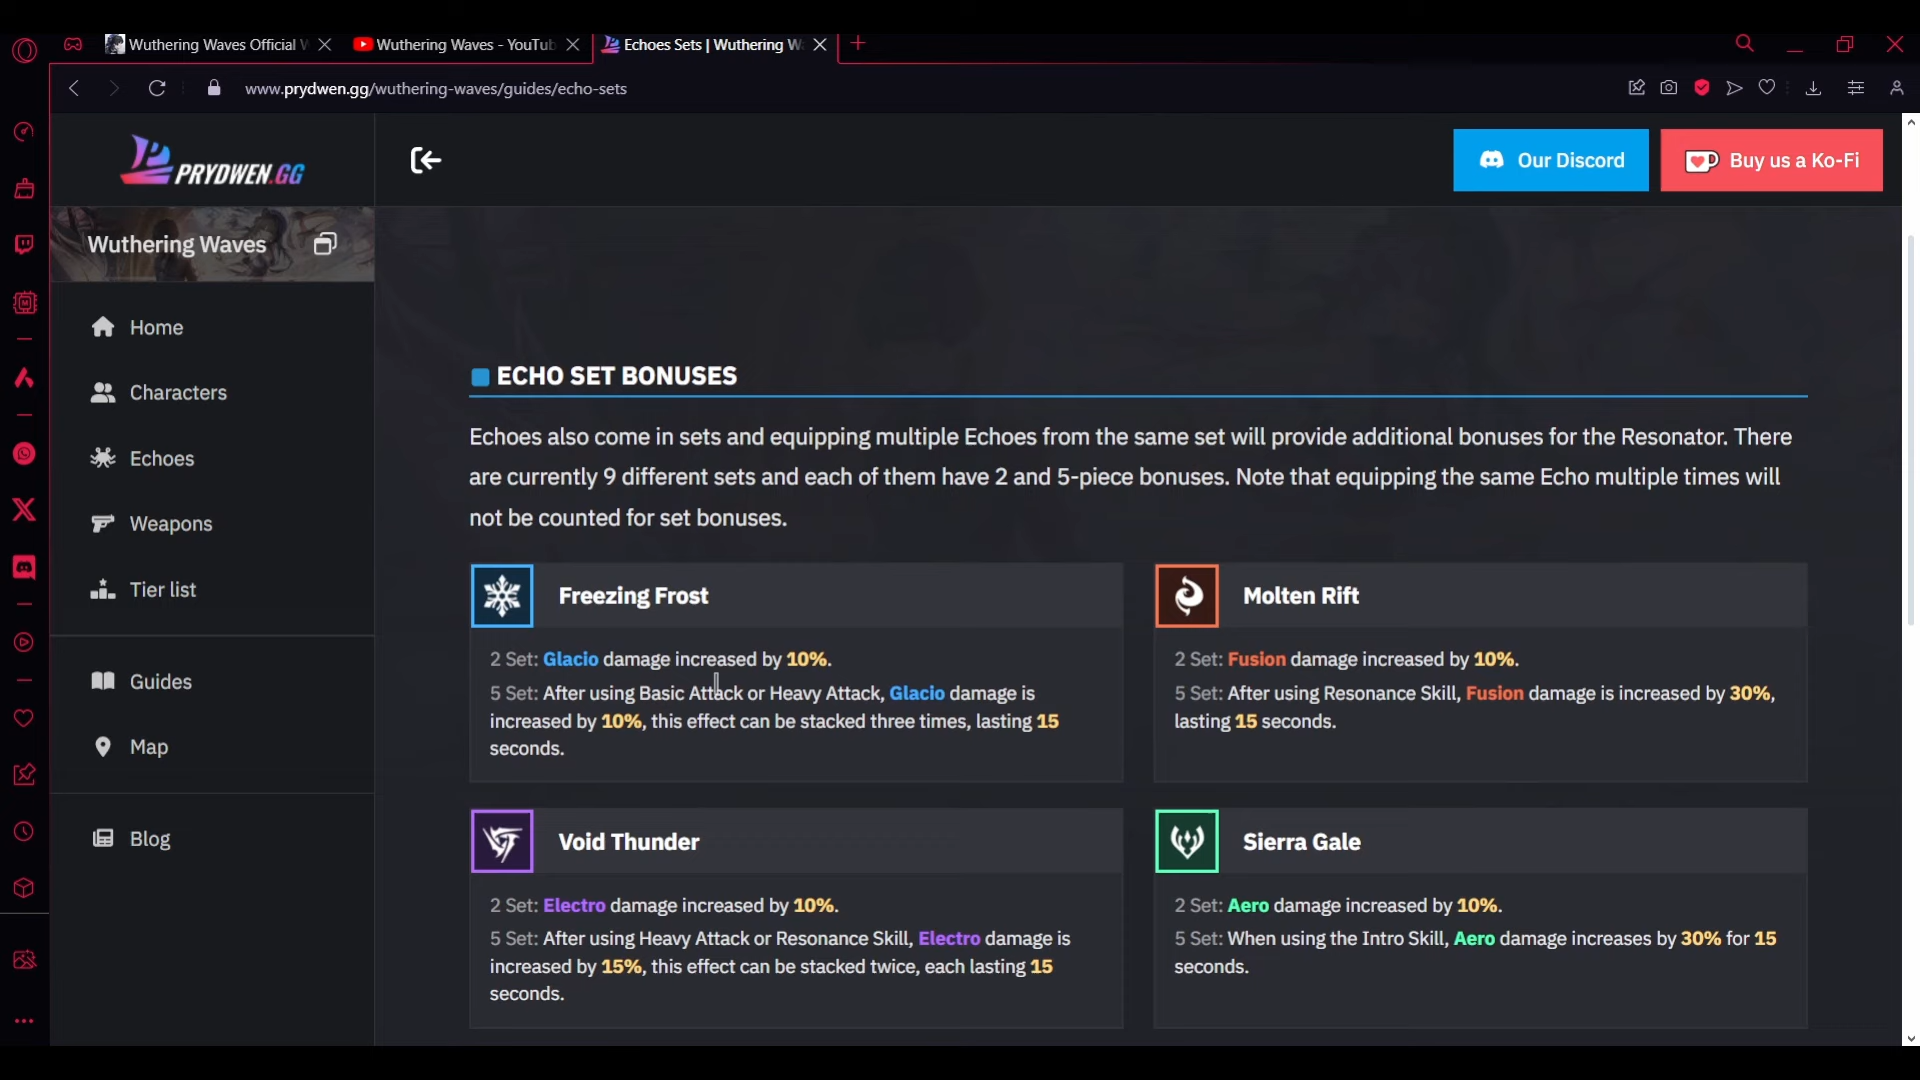 Wuthering Waves Official W
Wuthering Waves - YouTub
Echoes Sets | Wuthering W
www.prydwen.gg/wuthering-waves/guides/echo-sets
PRYDWEN.GG
Our Discord
Buy us a Ko-Fi
Wuthering Waves
Home
Characters
Echoes
Weapons
Tier list
Guides
Map
Blog
ECHO SET BONUSES
Echoes also come in sets and equipping multiple Echoes from the same set will provide additional bonuses for the Resonator. There
are currently 9 different sets and each of them have 2 and 5-piece bonuses. Note that equipping the same Echo multiple times will
not be counted for set bonuses.
Freezing Frost
2 Set: Glacio damage increased by 10%.
5 Set: After using Basic Attack or Heavy Attack, Glacio damage is
increased by 10%, this effect can be stacked three times, lasting 15
seconds.
Molten Rift
2 Set: Fusion damage increased by 10%.
5 Set: After using Resonance Skill, Fusion damage is increased by 30%,
lasting 15 seconds.
Void Thunder
2 Set: Electro damage increased by 10%.
5 Set: After using Heavy Attack or Resonance Skill, Electro damage is
increased by 15%, this effect can be stacked twice, each lasting 15
seconds.
Sierra Gale
2 Set: Aero damage increased by 10%.
5 Set: When using the Intro Skill, Aero damage increases by 30% for 15
seconds.